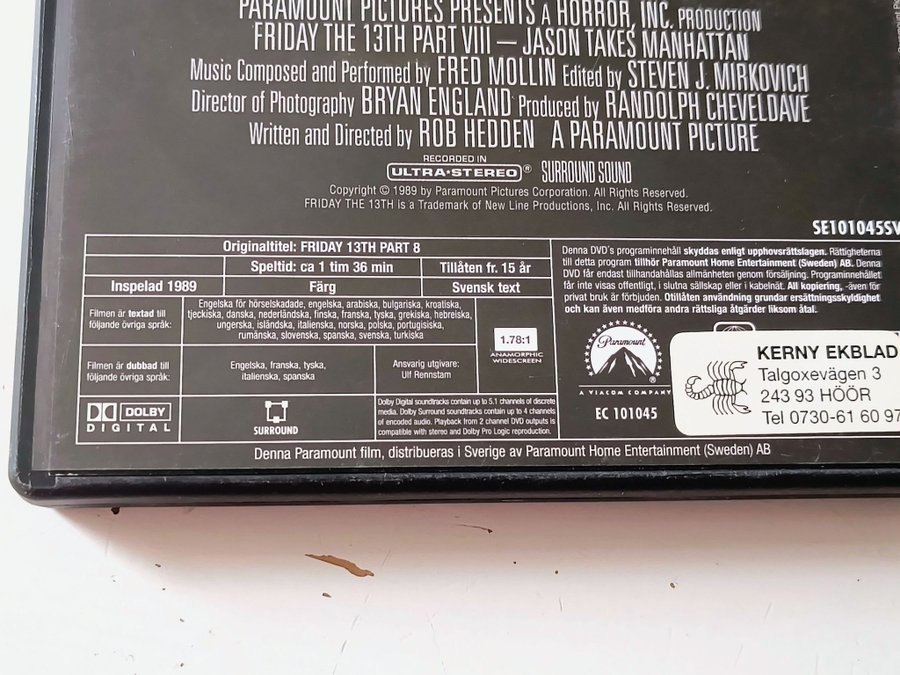 PARAMOUNT PICTURES PRESENTS A HORROR, INC. PRODUCTION
FRIDAY THE 13TH PART VIII — JASON TAKES MANHATTAN
Music Composed and Performed by FRED MOLLIN Edited by STEVEN J. MIRKOVICH
Director of Photography BRYAN ENGLAND Produced by RANDOLPH CHEVELDAVE
Written and Directed by ROB HEDDEN A PARAMOUNT PICTURE
RECORDED IN
ULTRA•STEREO® SURROUND SOUND
Copyright © 1989 by Paramount Pictures Corporation. All Rights Reserved.
FRIDAY THE 13TH is a Trademark of New Line Productions, Inc. All Rights Reserved.
SE101045SV
Originaltitel: FRIDAY 13TH PART 8
Speltid: ca 1 tim 36 min
Tillåten fr. 15 år
Inspelad 1989
Färg
Svensk text
Filmen är textad till
följande övriga språk:
Engelska för hörselskadade, engelska, arabiska, bulgariska, kroatiska,
tjeckiska, danska, nederländska, finska, franska, tyska, grekiska, hebreiska,
ungerska, isländska, italienska, norska, polska, portugisiska,
rumänska, slovenska, spanska, svenska, turkiska
1.78:1
ANAMORPHIC
WIDESCREEN
Filmen är dubbad till
följande övriga språk:
Engelska, franska, tyska,
italienska, spanska
Ansvarig utgivare:
Ulf Rennstam
DOLBY
DIGITAL
SURROUND
Dolby Digital soundtracks contain up to 5.1 channels of discrete
media. Dolby Surround soundtracks contain up to 4 channels
of encoded audio. Playback from 2 channel DVD outputs is
compatible with stereo and Dolby Pro Logic reproduction.
Denna DVD's programinnehåll skyddas enligt upphovsrättslagen. Rättigheterna
till detta program tillhör Paramount Home Entertainment (Sweden) AB. Denna
DVD får endast tillhandahållas allmänheten genom försäljning. Programinnehållet
får inte visas offentligt, i slutna sällskap eller i kabelnät. All kopiering, -även för
privat bruk är förbjuden. Otillåten användning grundar ersättningsskyldighet
och kan även medföra andra rättsliga åtgärder liksom åtal.
Paramount
A VIACOM COMPANY
EC 101045
KERNY EKBLAD
Talgoxevägen 3
243 93 HÖÖR
Tel 0730-61 60 97
Denna Paramount film, distribueras i Sverige av Paramount Home Entertainment (Sweden) AB